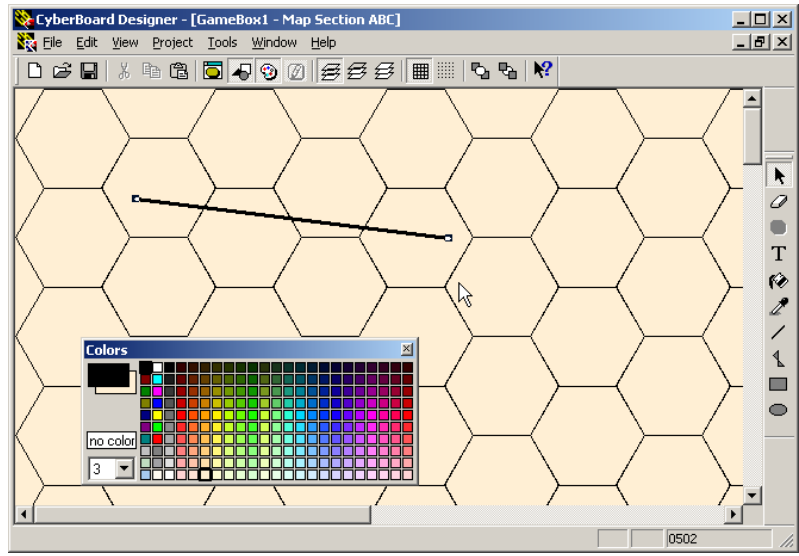 CyberBoard Designer - [GameBox1 - Map Section ABC]
File Edit View Project Tools Window Help
T
Colors
no color
3
0502